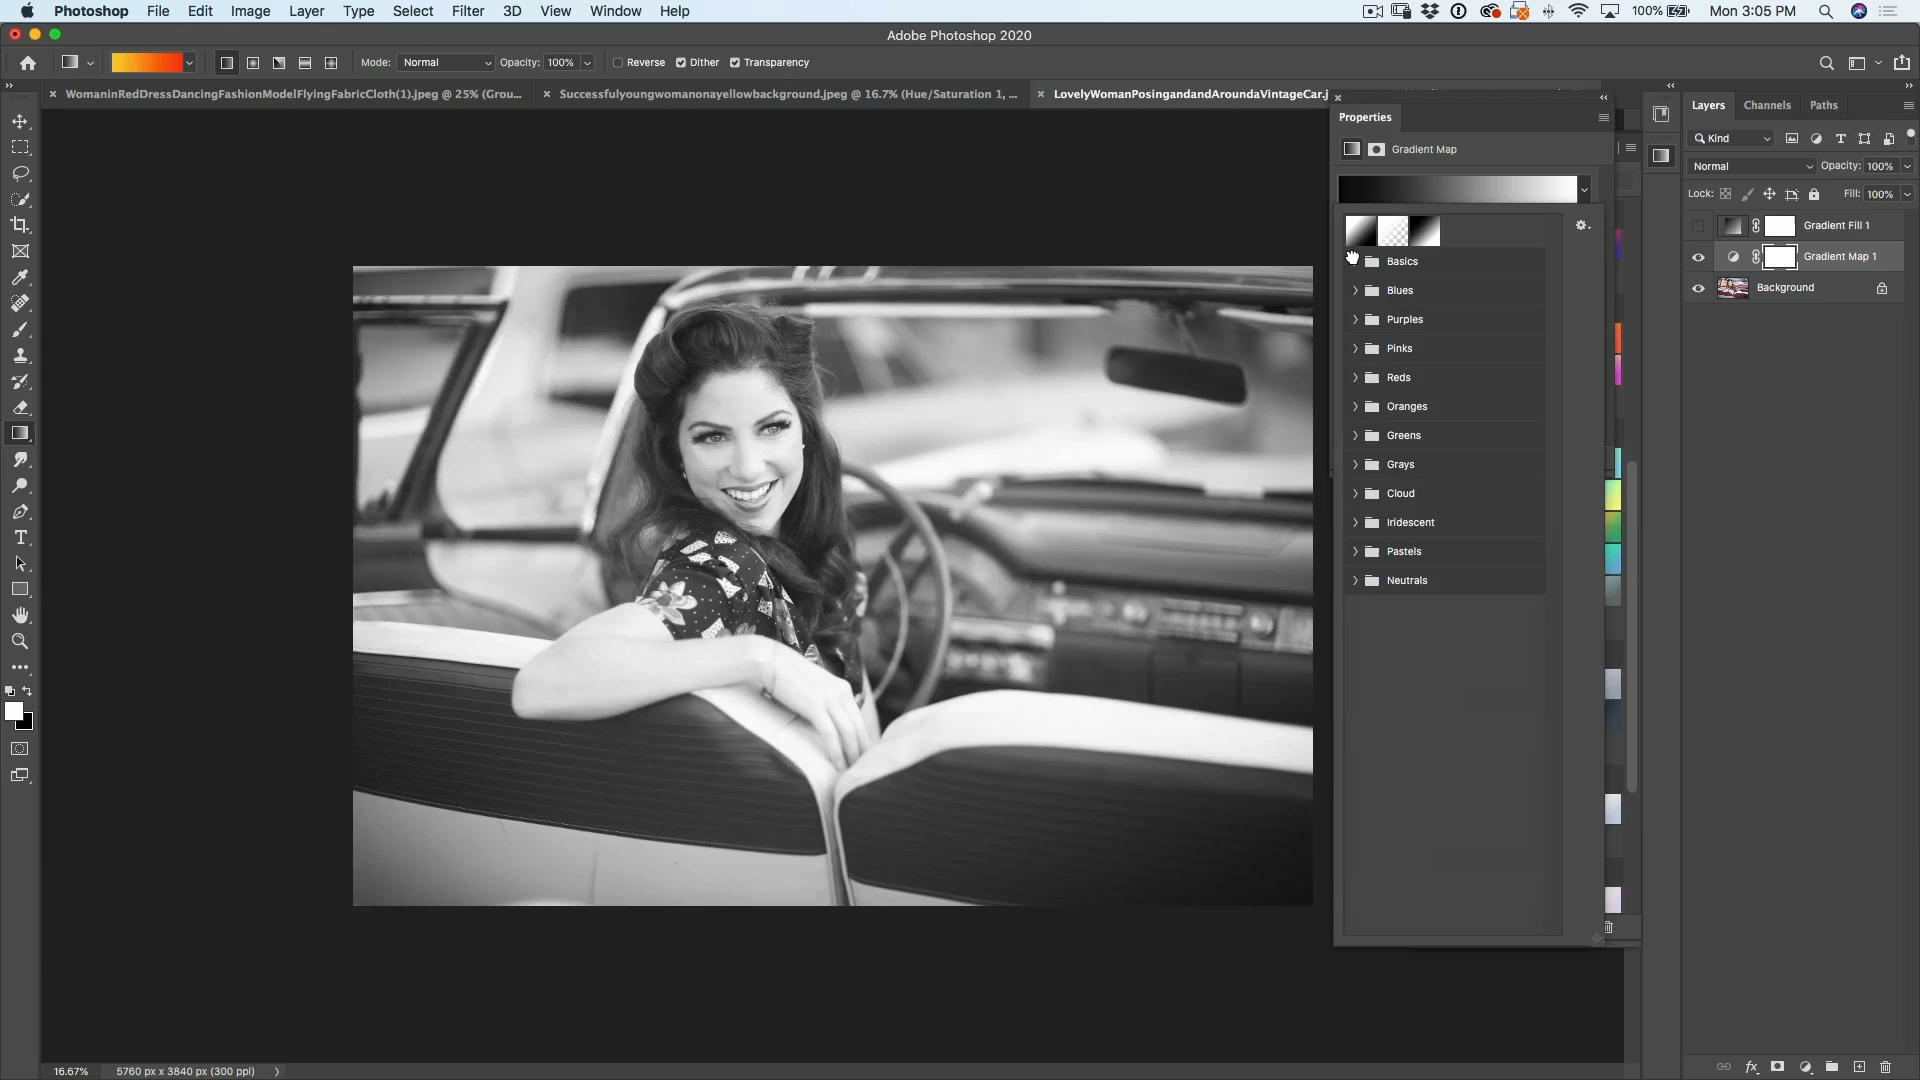 Photoshop File Edit Image Layer Type Select Filter 3D View Window Help 100% Mon 3:05 PM
Adobe Photoshop 2020
Mode: Normal Opacity: 100% Reverse Dither Transparency
WomaninRedDressDancingFashionModelFlyingFabricCloth(1).jpeg @ 25% (Grou... Successfulyoungwomanonayellowbackground.jpeg @ 16.7% (Hue/Saturation 1, ... LovelyWomanPosingandandAroundaVintageCar.j
Properties
Gradient Map
Basics
Blues
Purples
Pinks
Reds
Oranges
Greens
Grays
Cloud
Iridescent
Pastels
Neutrals
Layers Channels Paths
Kind
Normal Opacity: 100%
Lock: Fill: 100%
Gradient Fill 1
Gradient Map 1
Background
16.67% 5760 px x 3840 px (300 ppi)